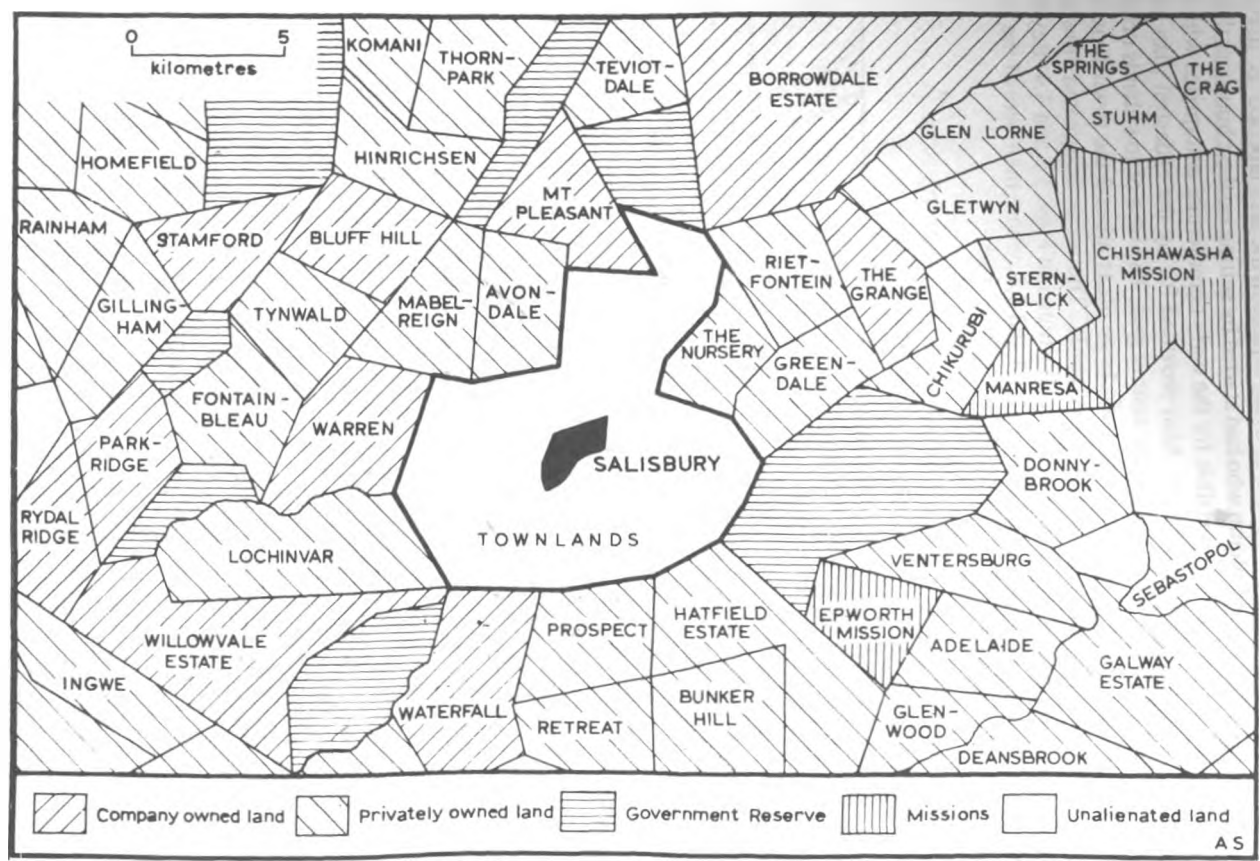 0 5
kilometres
KOMANI
THORN-
PARK
TEVIOT-
DALE
BORROWDALE
ESTATE
THE
SPRINGS
THE
CRAG
STUHM
GLEN LORNE
HOMEFIELD
HINRICHSEN
MT
PLEASANT
GLETWYN
RAINHAM
STAMFORD
BLUFF HILL
RIET-
FONTEIN
THE
GRANGE
STERN-
BLICK
CHISHAWASHA
MISSION
GILLING-
HAM
TYNWALD
MABEL-
REIGN
AVON-
DALE
THE
NURSERY
GREEN-
DALE
CHIKURUBI
MANRESA
FONTAIN-
BLEAU
WARREN
PARK-
RIDGE
SALISBURY
DONNY-
BROOK
RYDAL
RIDGE
LOCHINVAR
TOWNLANDS
VENTERSBURG
SEBASTOPOL
WILLOWVALE
ESTATE
PROSPECT
HATFIELD
ESTATE
EPWORTH
MISSION
ADELAIDE
GALWAY
ESTATE
INGWE
WATERFALL
RETREAT
BUNKER
HILL
GLEN-
WOOD
DEANSBROOK
Company owned land
Privately owned land
Government Reserve
Missions
Unalienated land
AS